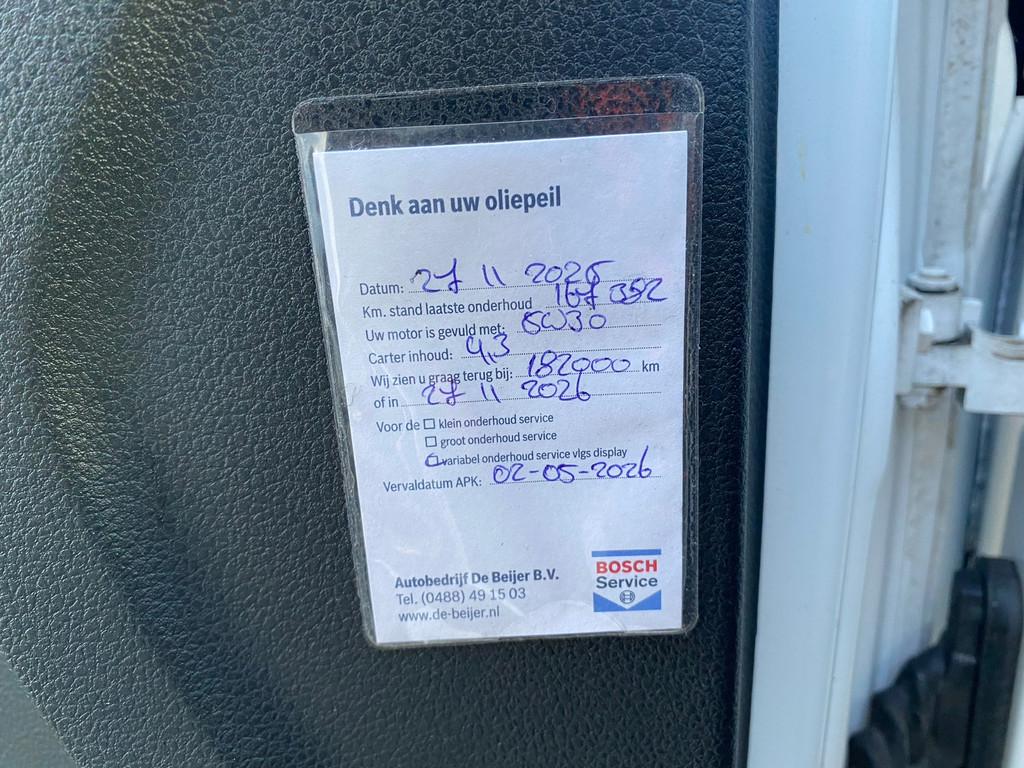 Denk aan uw oliepeil
Datum: 27 11 2025
Km. stand laatste onderhoud 167 352
Uw motor is gevuld met: 5W30
Carter inhoud: 4,3
Wij zien u graag terug bij: 182000 km
of in 27 11 2026
Voor de klein onderhoud service
groot onderhoud service
variabel onderhoud service vlgs display
Vervaldatum APK: 02-05-2026
Autobedrijf De Beijer B.V.
Tel. (0488) 49 15 03
www.de-beijer.nl
BOSCH
Service